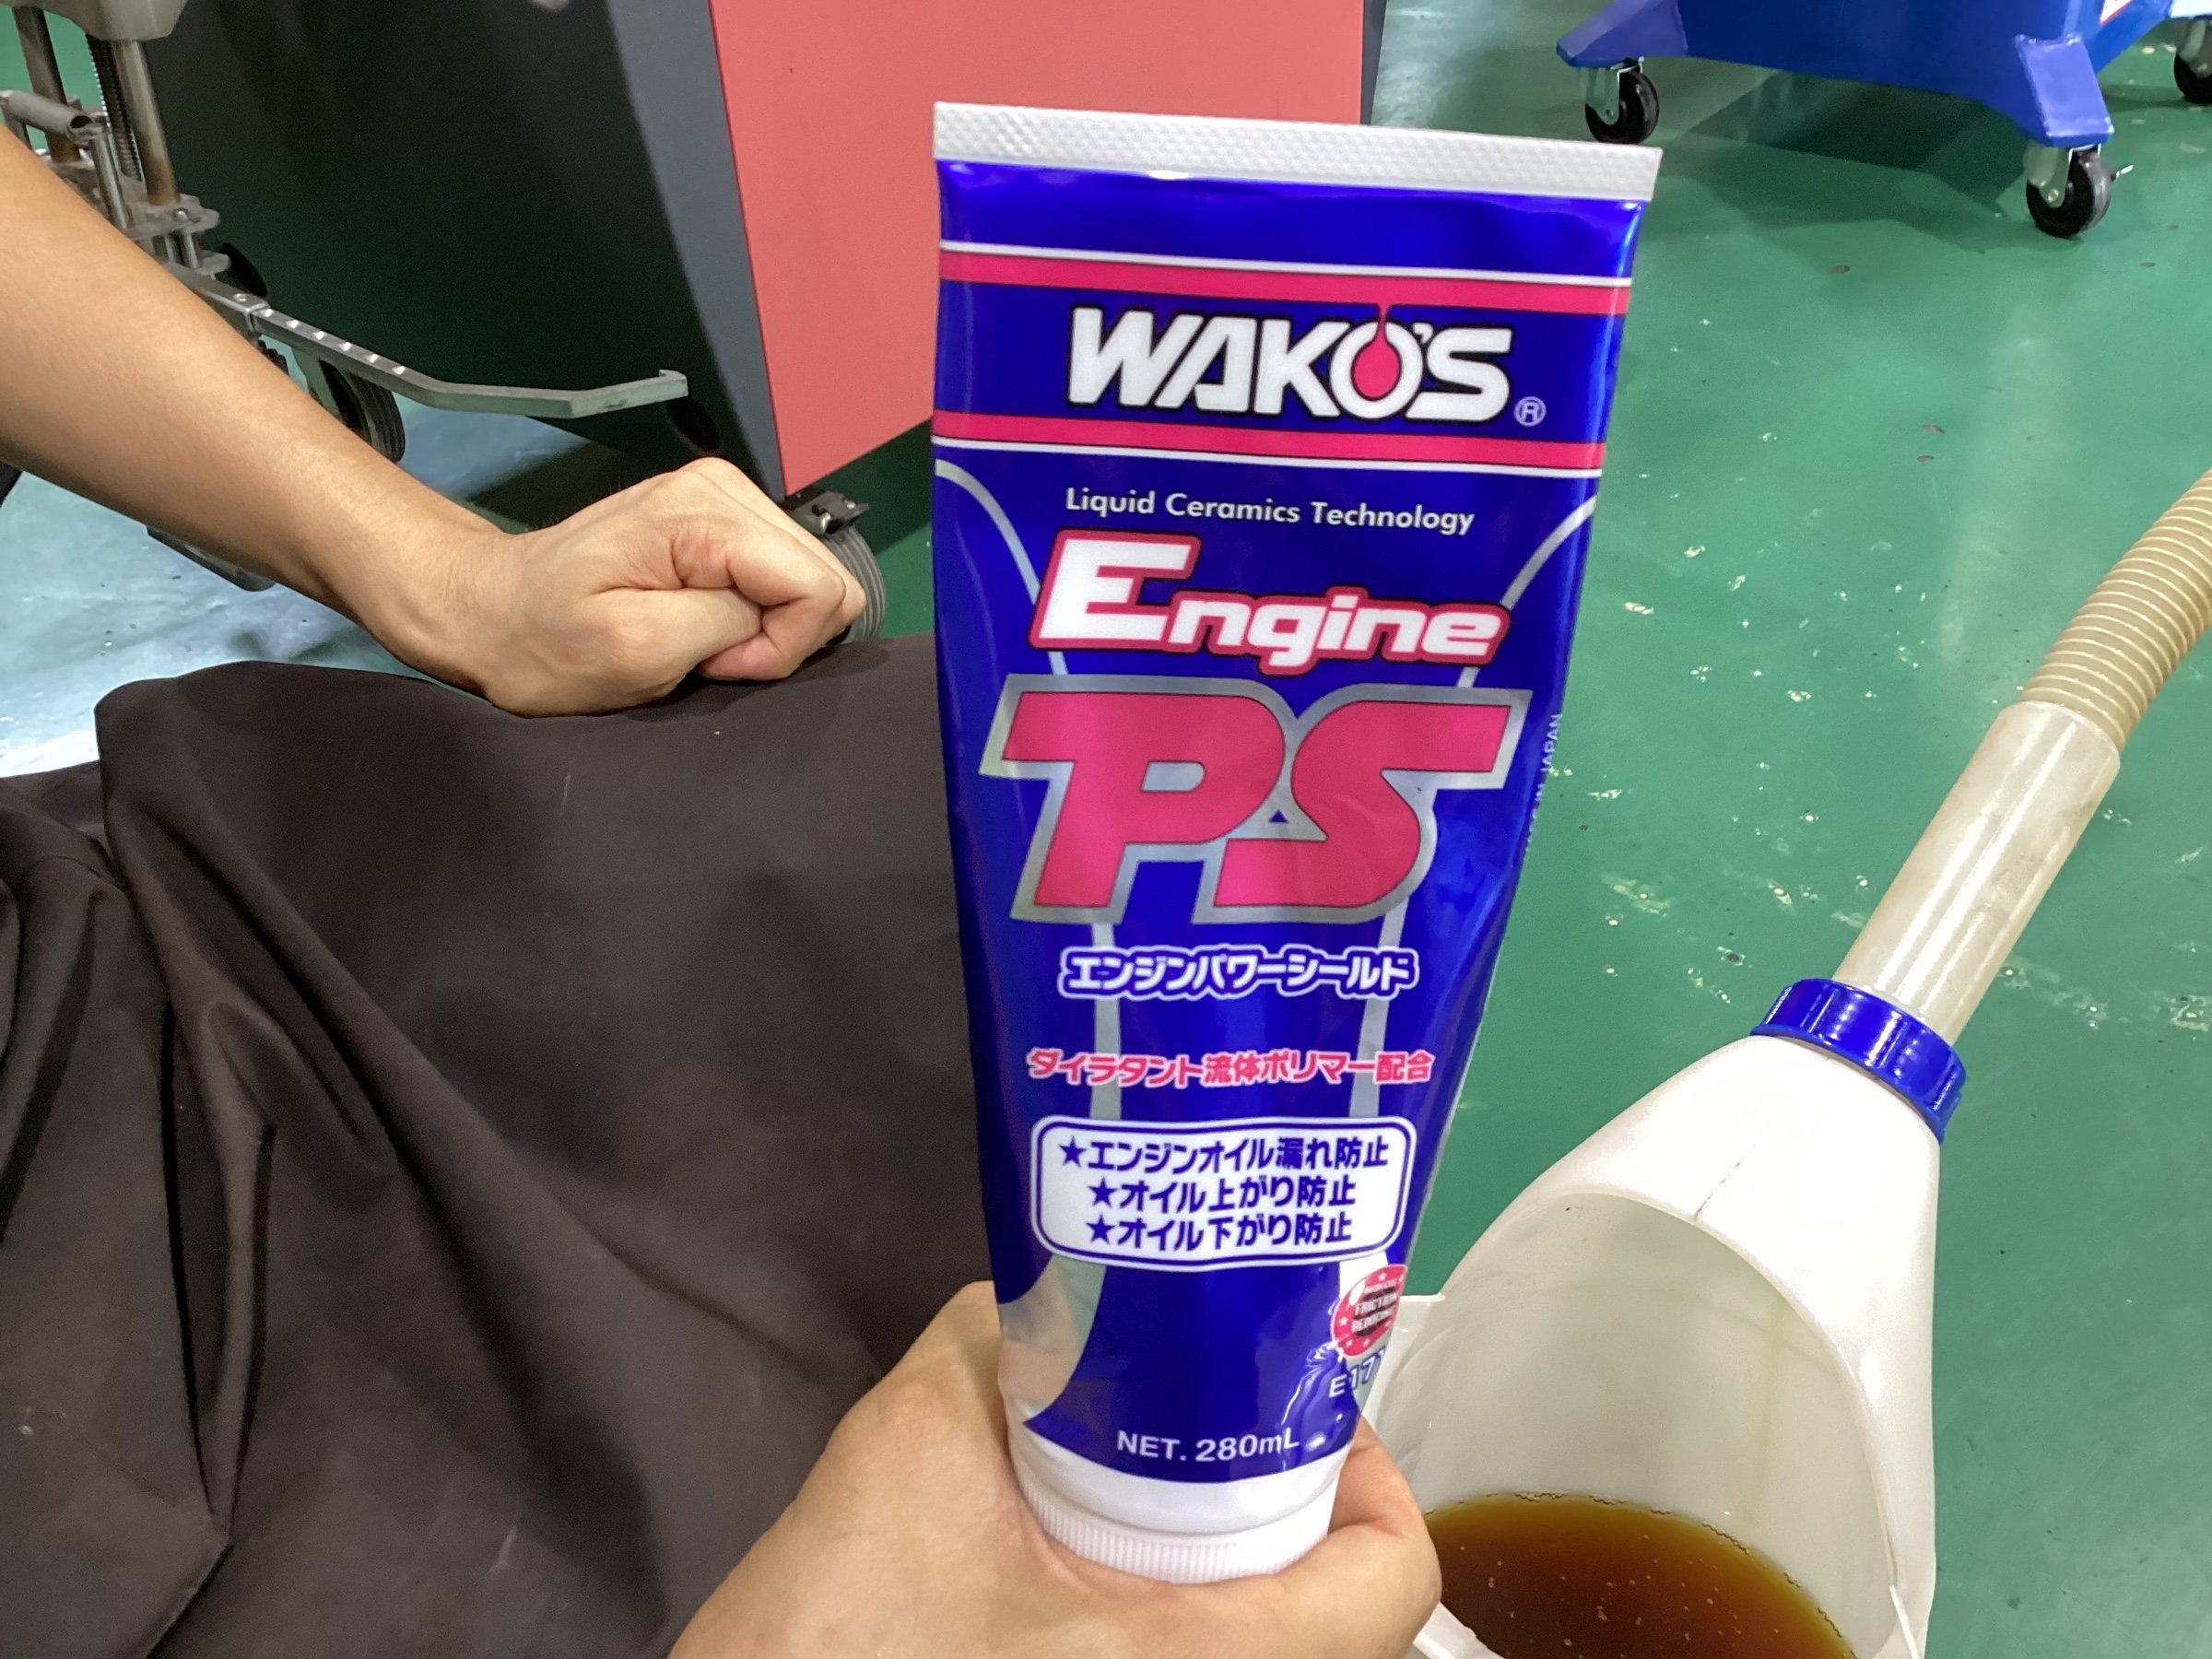 WAKO'S ®
Liquid Ceramics Technology
Engine
PS
エンジンパワーシールド
ダイラタント流体ポリマー配合
★エンジンオイル漏れ防止
★オイル上がり防止
★オイル下がり防止
FRICTION
NET. 280mL
IN JAPAN